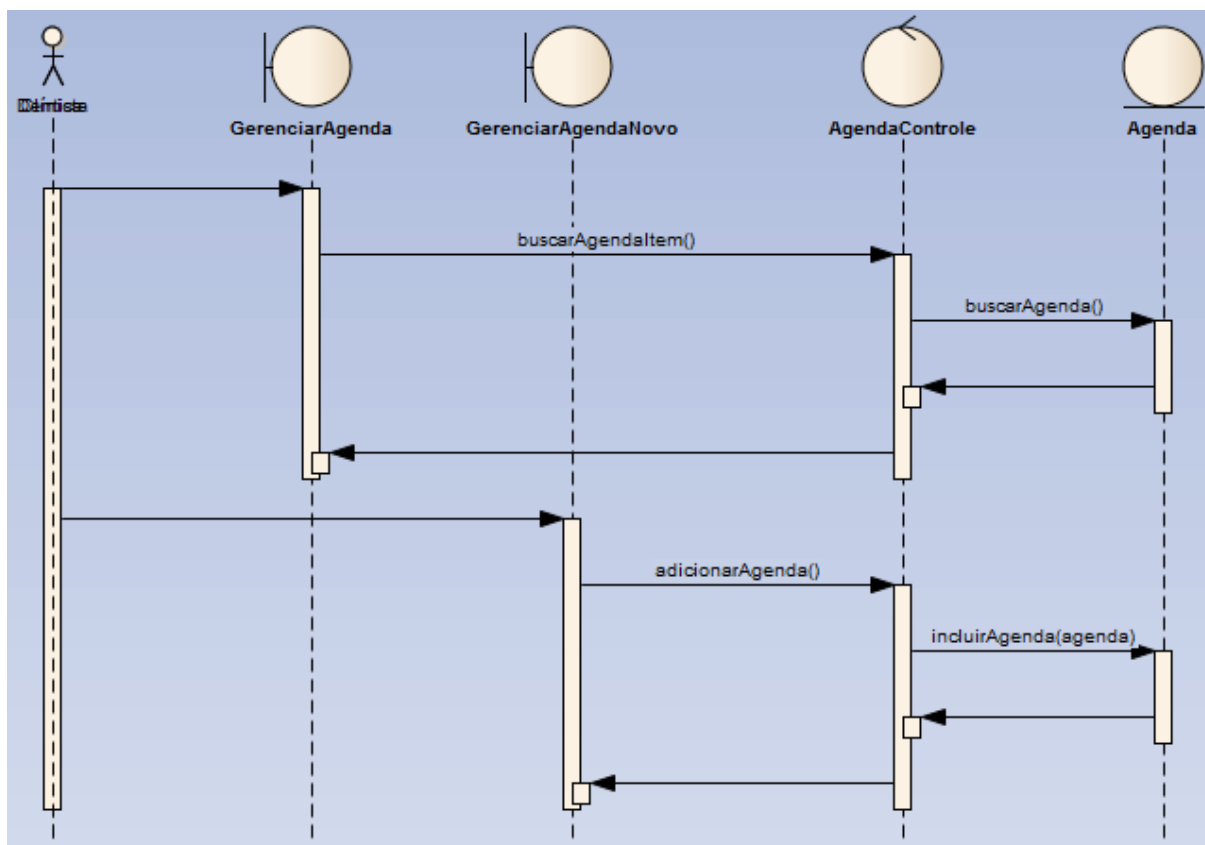 GerenciarAgenda
GerenciarAgendaNovo
AgendaControle
Agenda
buscarAgendaItem()
buscarAgenda()
adicionarAgenda()
incluirAgenda(agenda)